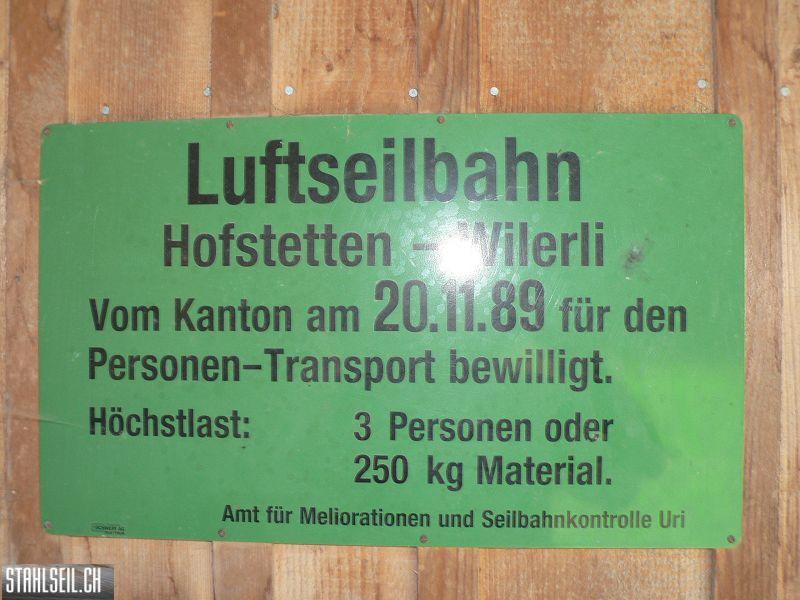 Luftseilbahn
Hofstetten - Wilerli
Vom Kanton am 20.11.89 für den
Personen-Transport bewilligt.
Höchstlast: 3 Personen oder
250 kg Material.
Amt für Meliorationen und Seilbahnkontrolle Uri
STAHLSEIL.CH